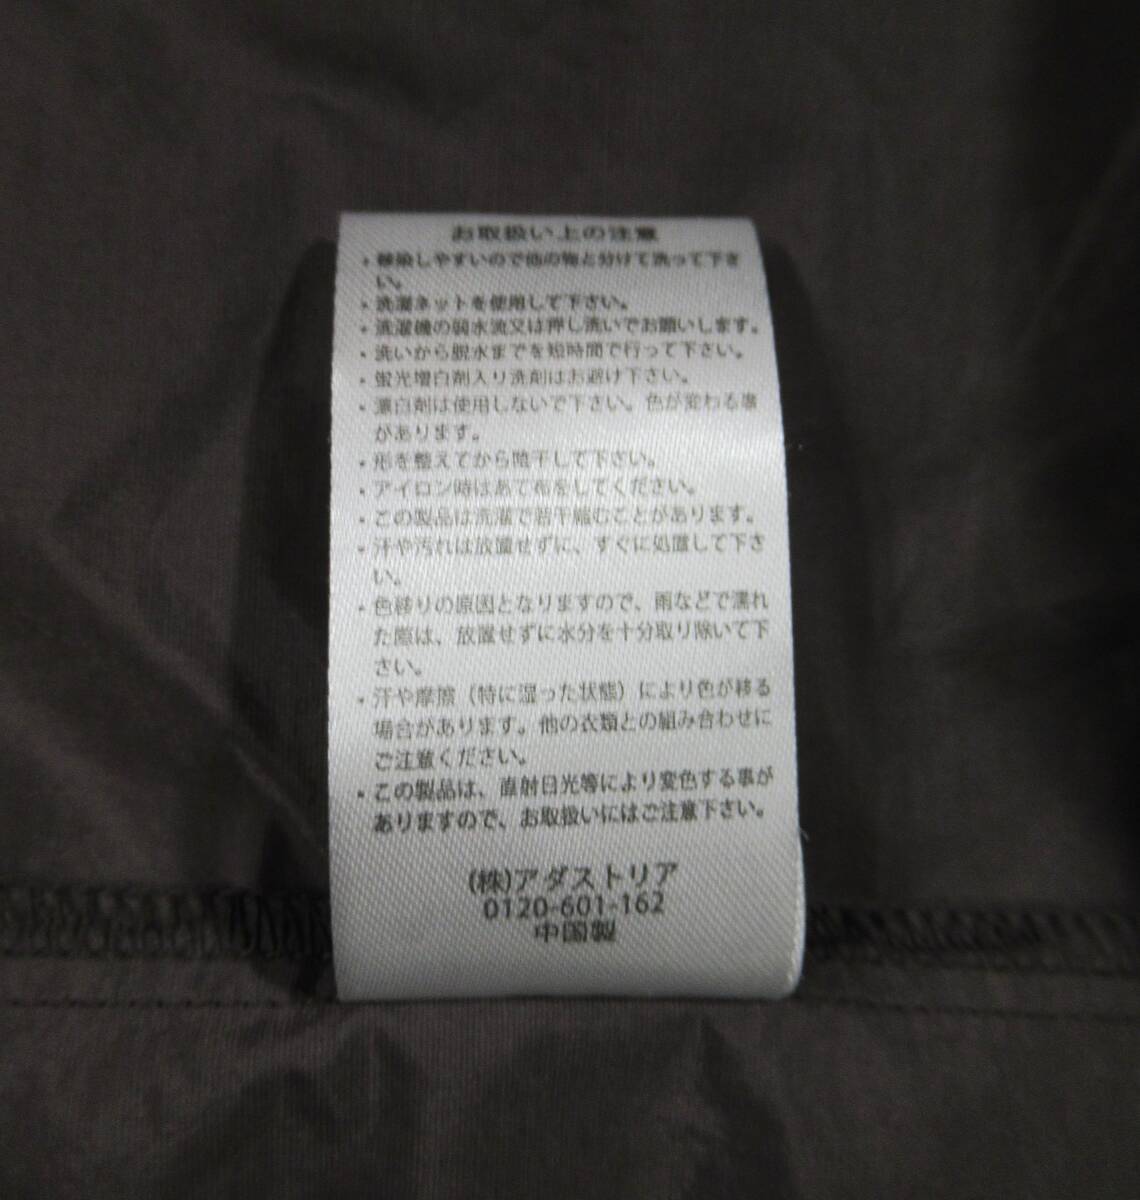 お取扱い上の注意
・移染しやすいので他の物と分けて洗って下さ
い。
・洗濯ネットを使用して下さい。
・洗濯機の弱水流又は押し洗いでお願いします。
・洗いから脱水までを短時間で行って下さい。
・蛍光増白剤入り洗剤はお避け下さい。
・漂白剤は使用しないで下さい。色が変わる事
があります。
・形を整えてから陰干して下さい。
・アイロン時はあて布をしてください。
・この製品は洗濯で若干縮むことがあります。
・汗や汚れは放置せずに、すぐに処置して下さ
い。
・色移りの原因となりますので、雨などで濡れ
た際は、放置せずに水分を十分取り除いて下
さい。
・汗や摩擦（特に湿った状態）により色が移る
場合があります。他の衣類との組み合わせに
ご注意ください。
・この製品は、直射日光等により変色する事が
ありますので、お取扱いにはご注意下さい。
(株)アダストリア
0120-601-162
中国製